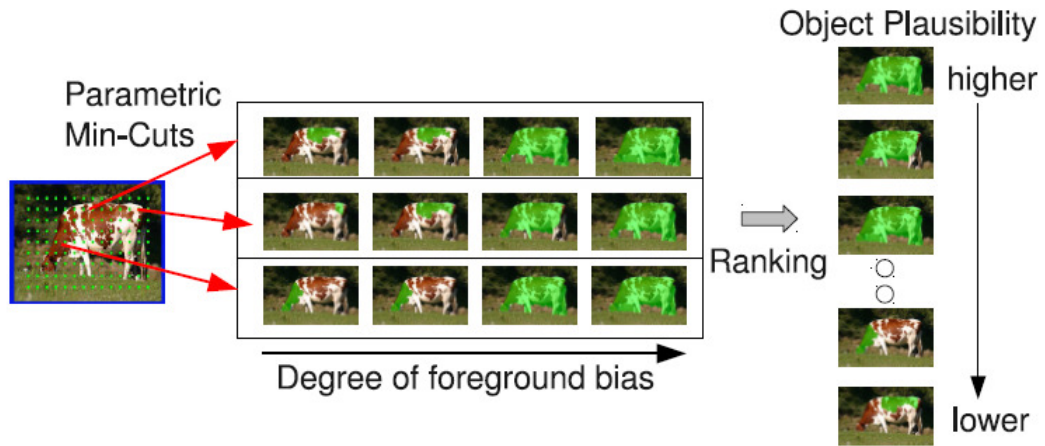 Object Plausibility
Parametric
Min-Cuts
higher
Ranking
Degree of foreground bias
lower